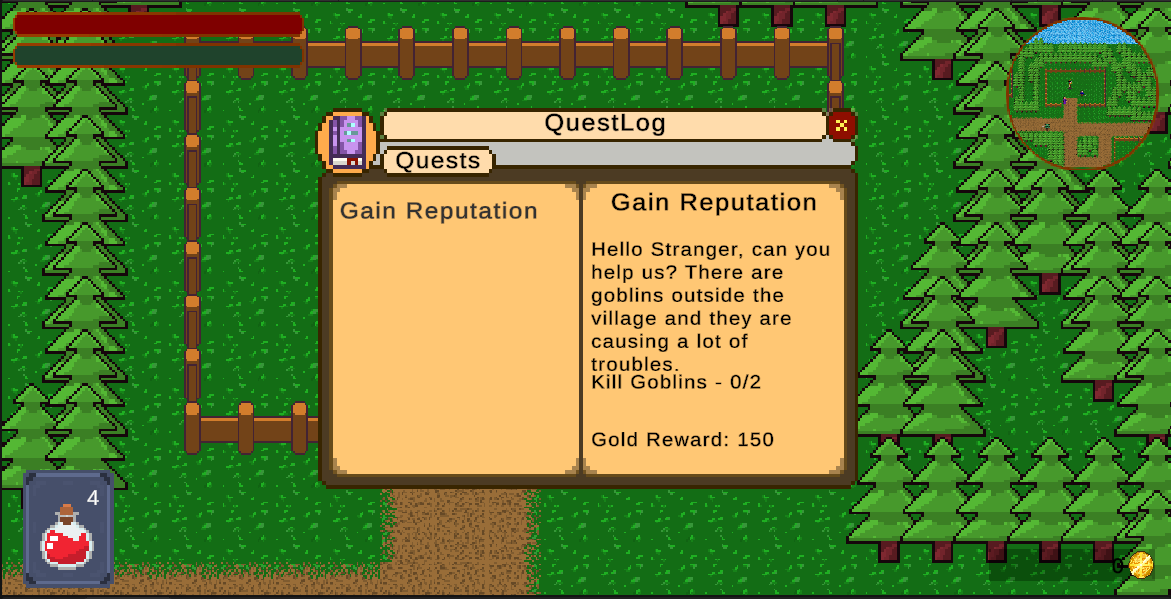 QuestLog
Quests
Gain Reputation
Gain Reputation
Hello Stranger, can you
help us? There are
goblins outside the
village and they are
causing a lot of
troubles.
Kill Goblins - 0/2
Gold Reward: 150
4
0